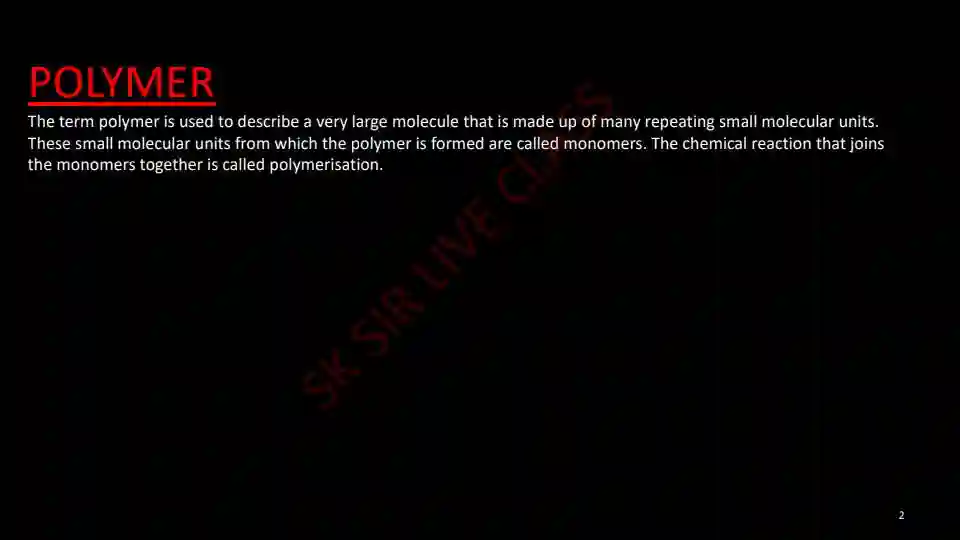 POLYMER
The term polymer is used to describe a very large molecule that is made up of many repeating small molecular units.
These small molecular units from which the polymer is formed are called monomers. The chemical reaction that joins
the monomers together is called polymerisation.
SK SIR LIVE CLASS
2